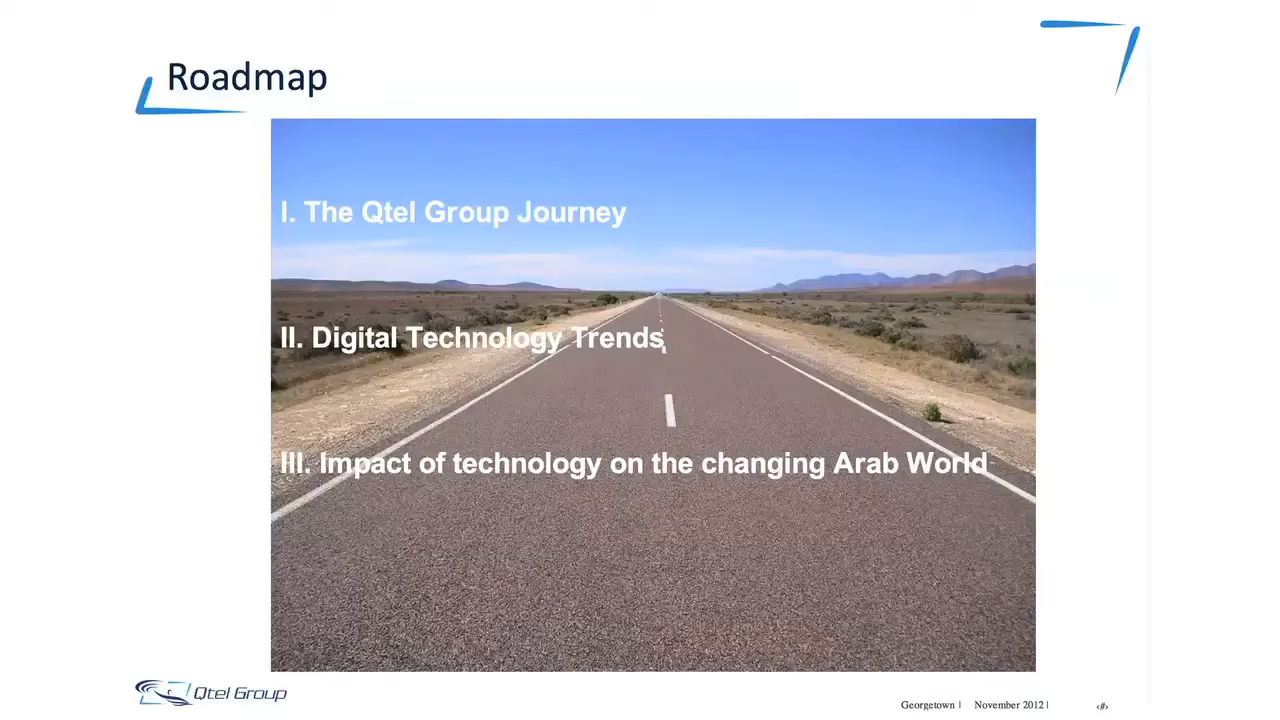 Roadmap
I. The Qtel Group Journey
II. Digital Technology Trends
III. Impact of technology on the changing Arab World
Qtel Group
Georgetown | November 2012 | ‹#›